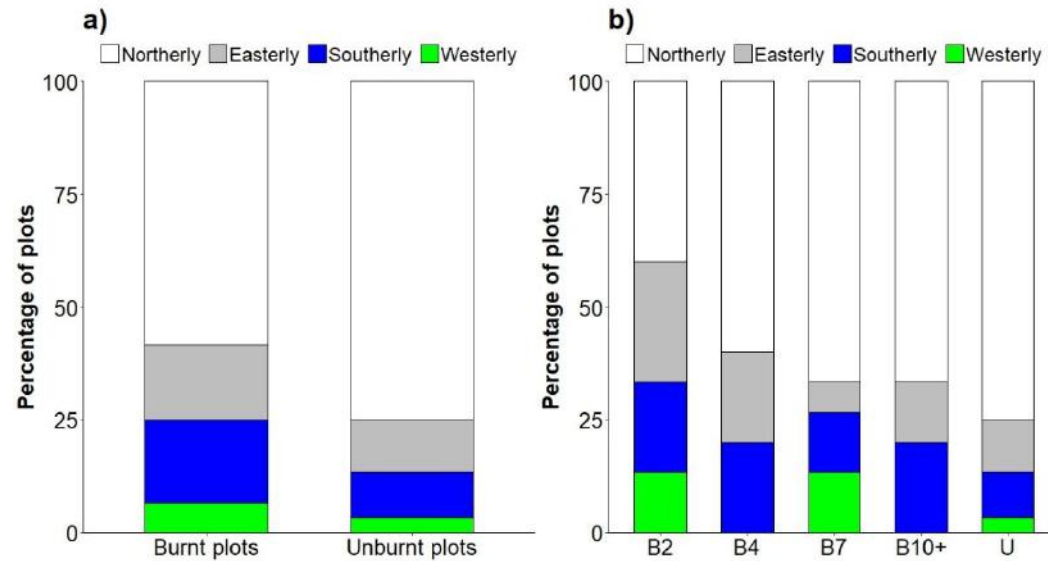 a)
Northerly Easterly Southerly Westerly
100
75
50
25
0
Percentage of plots
Burnt plots Unburnt plots
b)
Northerly Easterly Southerly Westerly
100
75
50
25
0
Percentage of plots
B2 B4 B7 B10+ U